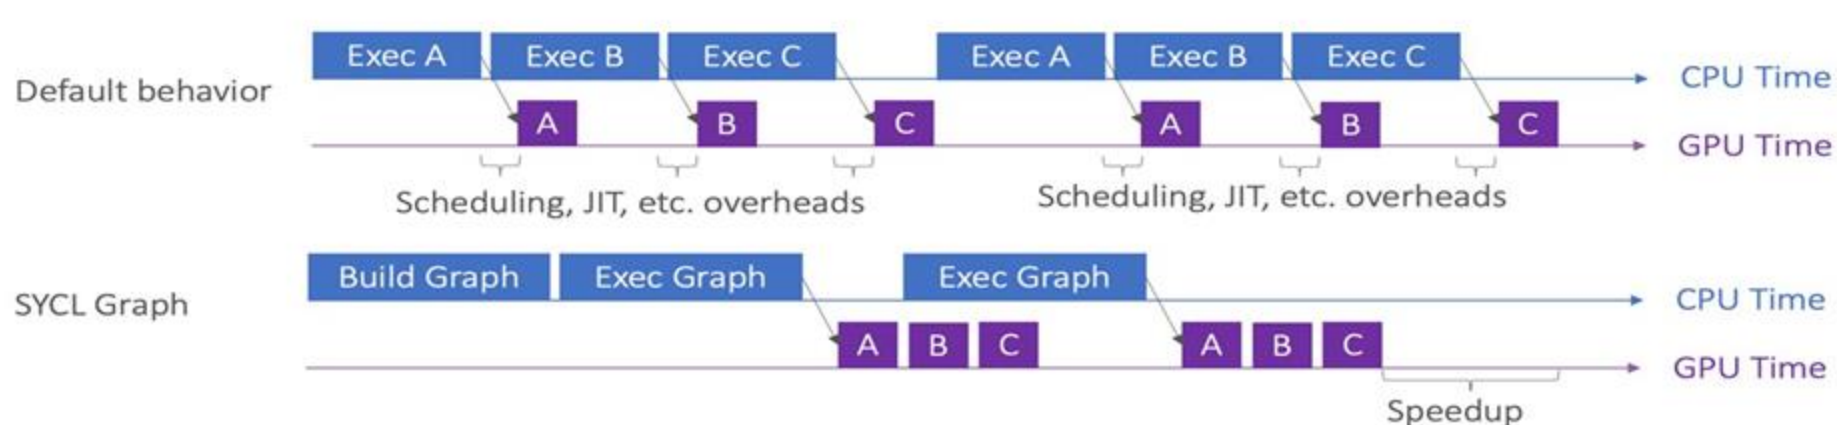 Exec A Exec B Exec C Exec A Exec B Exec C
Default behavior
CPU Time
A B C A B C
GPU Time
Scheduling, JIT, etc. overheads Scheduling, JIT, etc. overheads
Build Graph Exec Graph Exec Graph
SYCL Graph
CPU Time
A B C A B C
GPU Time
Speedup